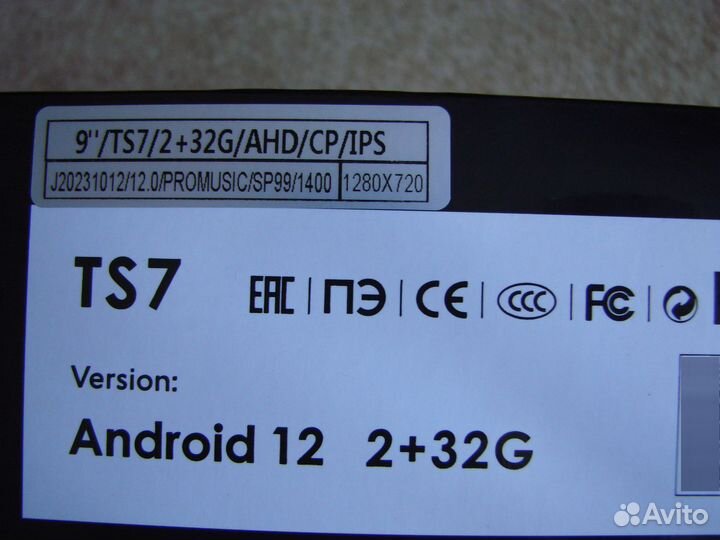 9''/TS7/2+32G/AHD/CP/IPS
J20231012/12.0/PROMUSIC/SP99/1400 1280X720
TS7 EAC | ПЭ | CE | CCC | FC |
Version:
Android 12 2+32G
Avito